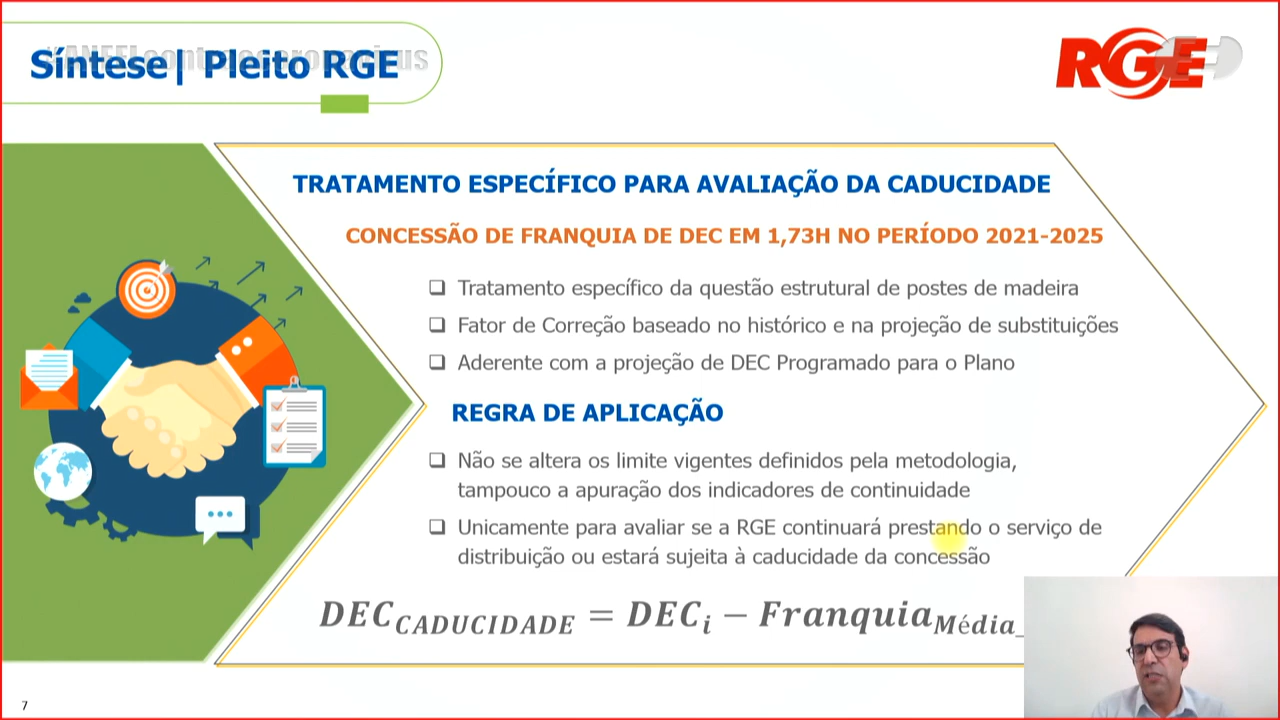 #ANEELcontraocoronavírus
Síntese| Pleito RGE
RGE
TRATAMENTO ESPECÍFICO PARA AVALIAÇÃO DA CADUCIDADE
CONCESSÃO DE FRANQUIA DE DEC EM 1,73H NO PERÍODO 2021-2025
❑ Tratamento específico da questão estrutural de postes de madeira
❑ Fator de Correção baseado no histórico e na projeção de substituições
❑ Aderente com a projeção de DEC Programado para o Plano
REGRA DE APLICAÇÃO
❑ Não se altera os limite vigentes definidos pela metodologia,
tampouco a apuração dos indicadores de continuidade
❑ Unicamente para avaliar se a RGE continuará prestando o serviço de
distribuição ou estará sujeita à caducidade da concessão
DEC_CADUCIDADE = DEC_i − Franquia_Média_
7